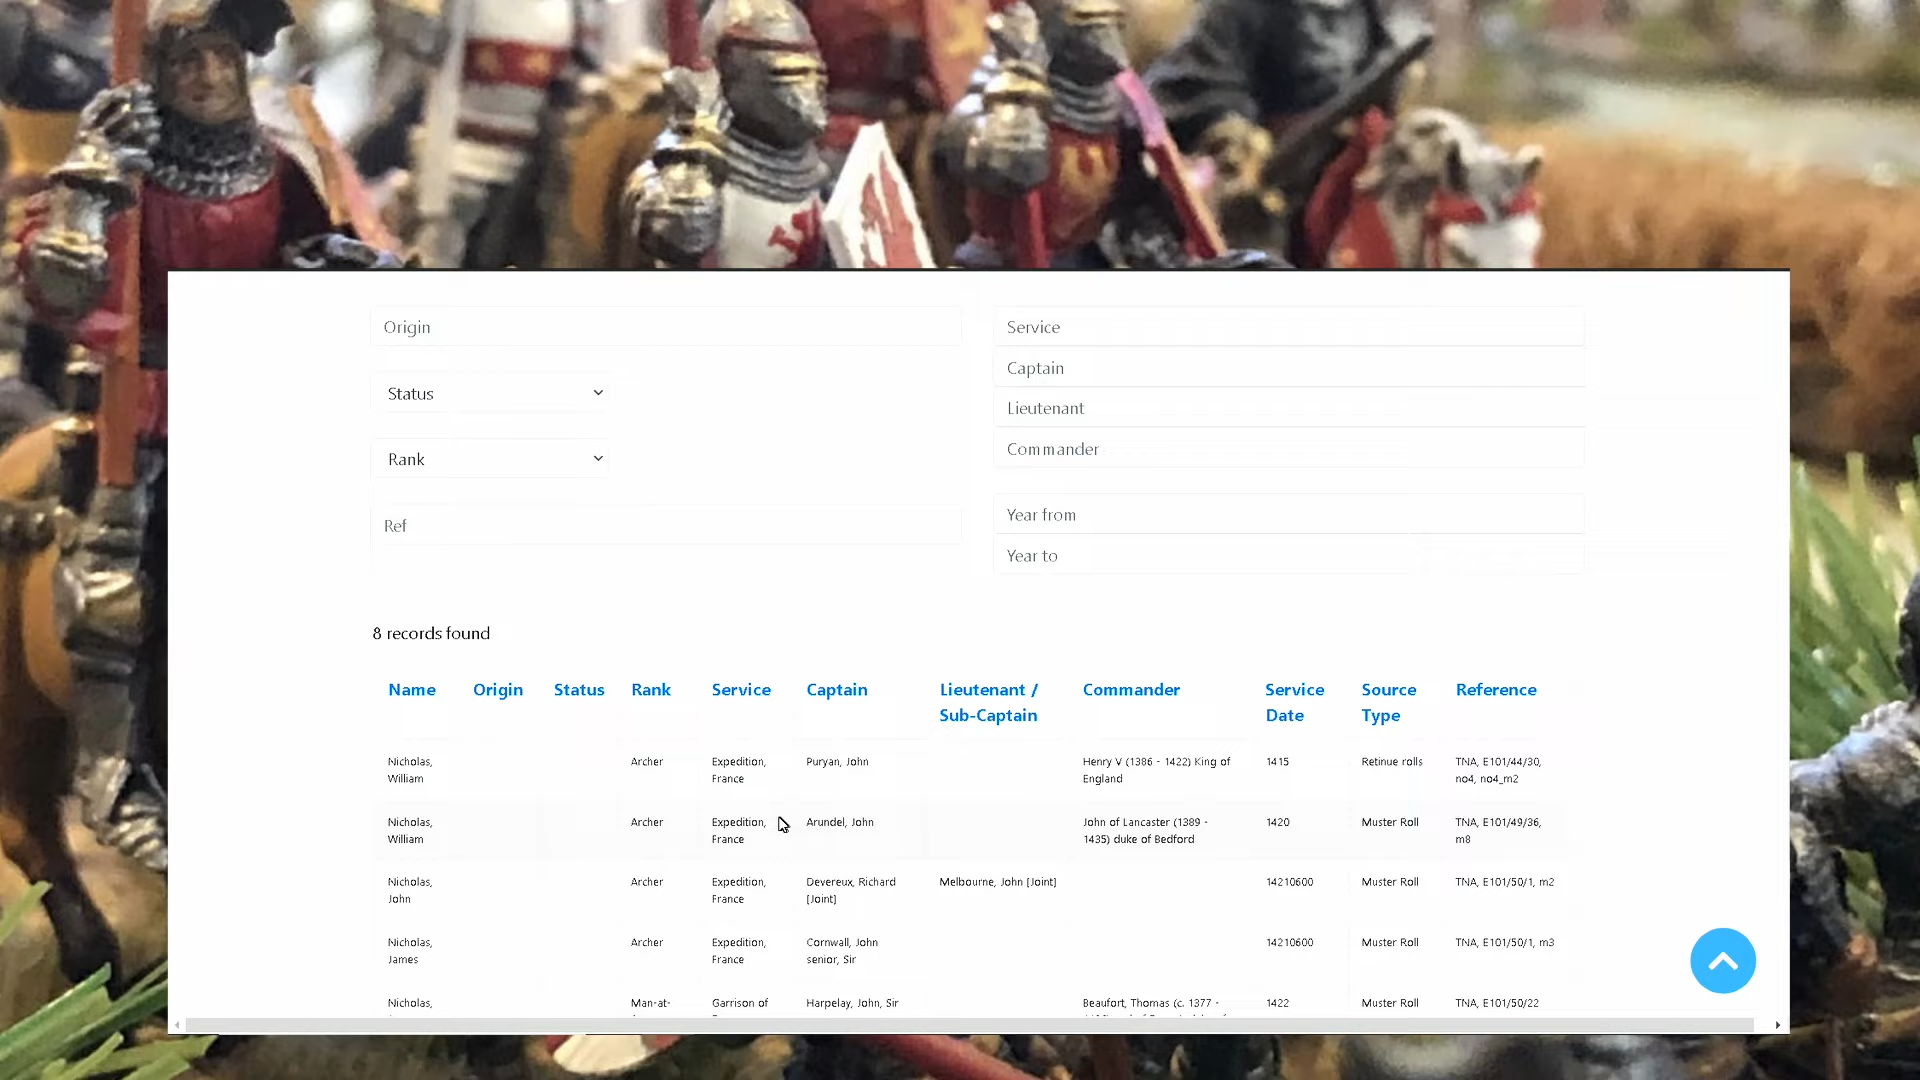 Origin
Service
Captain
Status
Lieutenant
Commander
Rank
Year from
Ref
Year to
8 records found
Name Origin Status Rank Service Captain Lieutenant / Sub-Captain Commander Service Date Source Type Reference
Nicholas, William Archer Expedition, France Puryan, John Henry V (1386 - 1422) King of England 1415 Retinue rolls TNA, E101/44/30, no4, no4_m2
Nicholas, William Archer Expedition, France Arundel, John John of Lancaster (1389 - 1435) duke of Bedford 1420 Muster Roll TNA, E101/49/36, m8
Nicholas, John Archer Expedition, France Devereux, Richard [Joint] Melbourne, John [Joint] 14210600 Muster Roll TNA, E101/50/1, m2
Nicholas, James Archer Expedition, France Cornwall, John senior, Sir 14210600 Muster Roll TNA, E101/50/1, m3
Nicholas, Man-at- Garrison of Harpelay, John, Sir Beaufort, Thomas (c. 1377 - 1422 Muster Roll TNA, E101/50/22